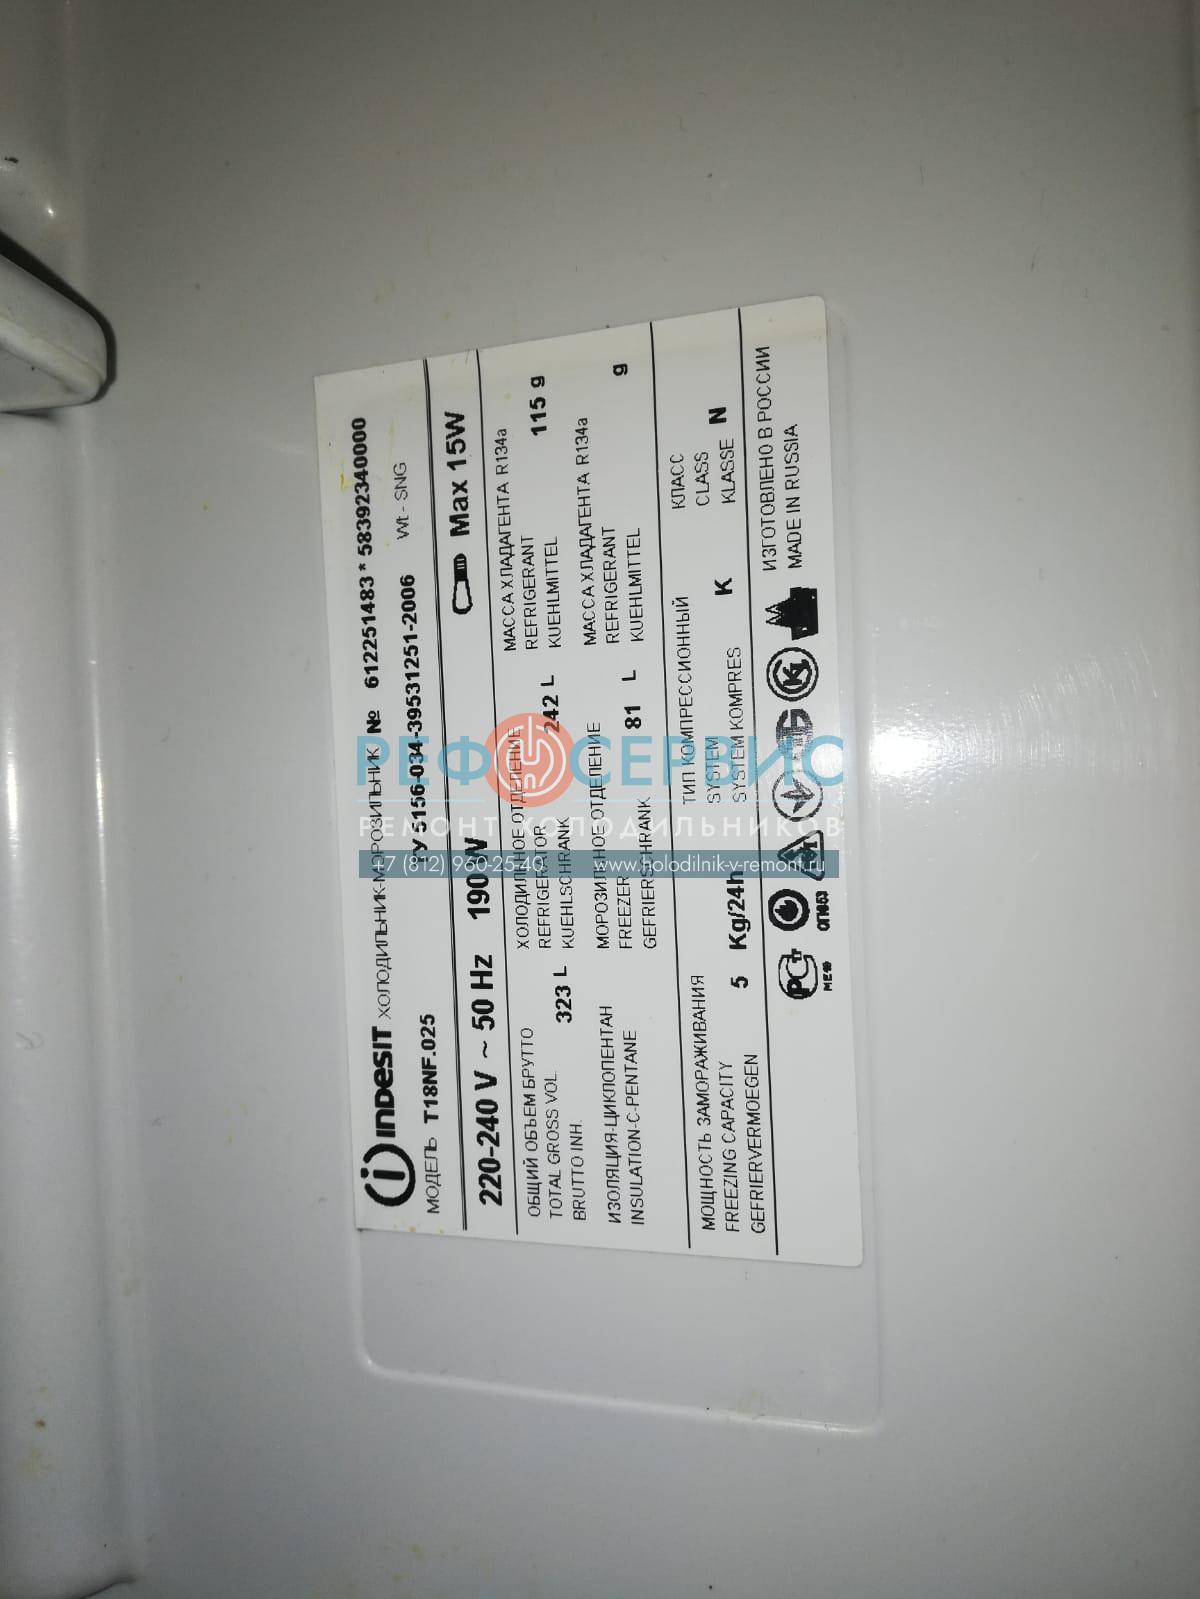 INDESIT ХОЛОДИЛЬНИК-МОРОЗИЛЬНИК № 612251483 * 58392340000
МОДЕЛЬ T18NF.025 ТУ 5156-034-39531251-2006 Wt - SNG
220-240 V ~ 50 Hz 190 W Max 15W
ОБЩИЙ ОБЪЕМ БРУТТО
TOTAL GROSS VOL.
BRUTTO INH.
323 L
ХОЛОДИЛЬНОЕ ОТДЕЛЕНИЕ
REFRIGERATOR
KUEHLSCHRANK
242 L
МАССА ХЛАДАГЕНТА R134a
REFRIGERANT
KUEHLMITTEL
115 g
ИЗОЛЯЦИЯ-ЦИКЛОПЕНТАН
INSULATION-C-PENTANE
МОРОЗИЛЬНОЕ ОТДЕЛЕНИЕ
FREEZER
GEFRIERSCHRANK
81 L
МАССА ХЛАДАГЕНТА R134a
REFRIGERANT
KUEHLMITTEL
g
МОЩНОСТЬ ЗАМОРАЖИВАНИЯ
FREEZING CAPACITY
GEFRIERVERMOEGEN
5 Kg/24h
ТИП КОМПРЕССИОННЫЙ
SYSTEM
SYSTEM KOMPRES
K
КЛАСС
CLASS
KLASSE N
ИЗГОТОВЛЕНО В РОССИИ
MADE IN RUSSIA
РЕФ СЕРВИС
РЕМОНТ ХОЛОДИЛЬНИКОВ
+7 (812) 960-25-40 www.holodilnik-v-remont.ru